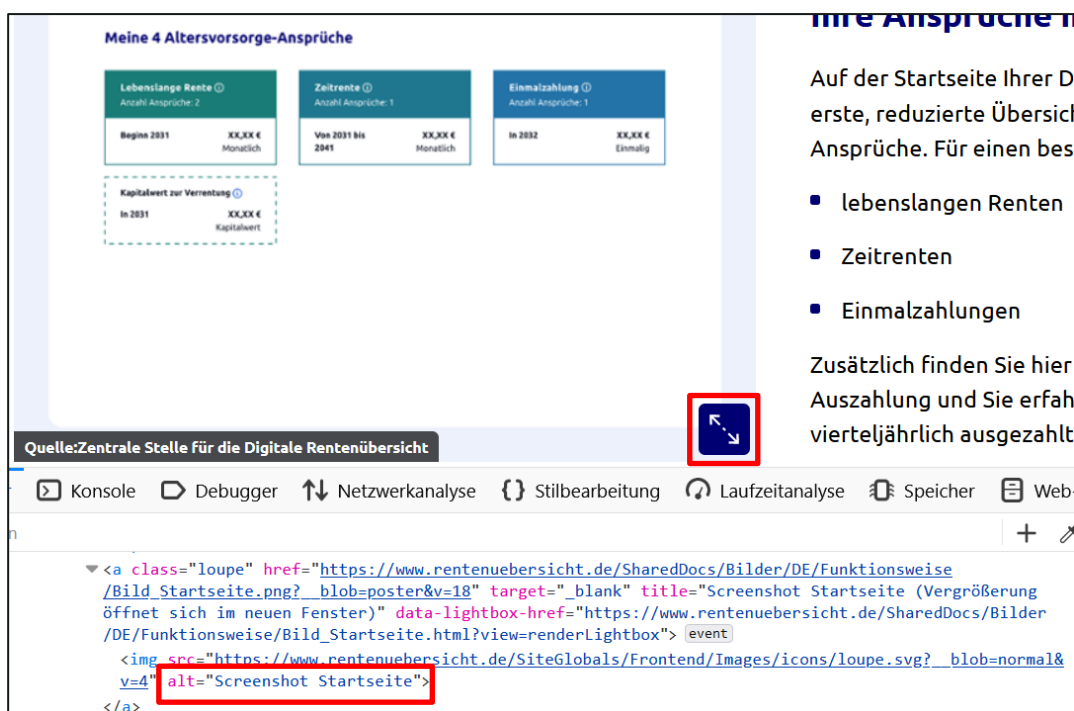 Meine 4 Altersvorsorge-Ansprüche
Lebenslange Rente
Anzahl Ansprüche: 2
Beginn 2031 XX,XX €
Monatlich
Zeitrente
Anzahl Ansprüche: 1
Von 2031 bis 2041 XX,XX €
Monatlich
Einmalzahlung
Anzahl Ansprüche: 1
In 2032 XX,XX €
Einmalig
Kapitalwert zur Verrentung
In 2031 XX,XX €
Kapitalwert
Quelle:Zentrale Stelle für die Digitale Rentenübersicht
Ihre Ansprüche
Auf der Startseite Ihrer D
erste, reduzierte Übersich
Ansprüche. Für einen bes
lebenslangen Renten
Zeitrenten
Einmalzahlungen
Zusätzlich finden Sie hier
Auszahlung und Sie erfah
vierteljährlich ausgezahlt
Konsole Debugger Netzwerkanalyse {} Stilbearbeitung Laufzeitanalyse Speicher Web-
<a class="loupe" href="https://www.rentenuebersicht.de/SharedDocs/Bilder/DE/Funktionsweise
/Bild_Startseite.png?__blob=poster&v=18" target="_blank" title="Screenshot Startseite (Vergrößerung
öffnet sich im neuen Fenster)" data-lightbox-href="https://www.rentenuebersicht.de/SharedDocs/Bilder
/DE/Funktionsweise/Bild_Startseite.html?view=renderLightbox"> event
<img src="https://www.rentenuebersicht.de/SiteGlobals/Frontend/Images/icons/loupe.svg?__blob=normal&
v=4" alt="Screenshot Startseite">
</a>